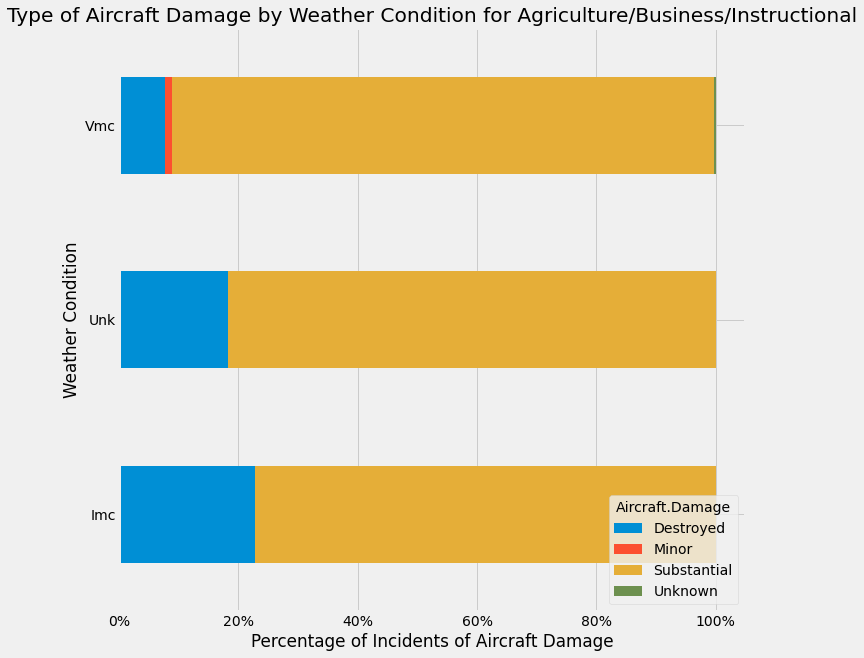 Type of Aircraft Damage by Weather Condition for Agriculture/Business/Instructional
Weather Condition
Vmc
Unk
Imc
Aircraft.Damage
Destroyed
Minor
Substantial
Unknown
0% 20% 40% 60% 80% 100%
Percentage of Incidents of Aircraft Damage